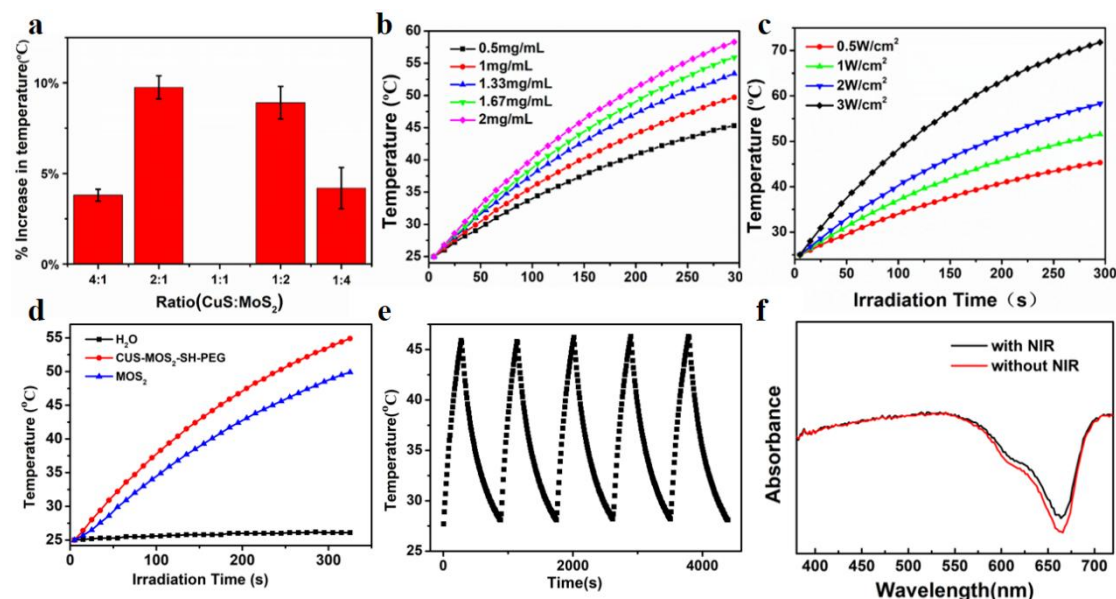 a
% Increase in temperature(°C)
10%
5%
0%
4:1 2:1 1:1 1:2 1:4
Ratio(CuS:MoS2)
b
Temperature (°C)
60
55
50
45
40
35
30
25
0 50 100 150 200 250 300
0.5mg/mL
1mg/mL
1.33mg/mL
1.67mg/mL
2mg/mL
c
Temperature (°C)
70
60
50
40
30
0 50 100 150 200 250 300
Irradiation Time (s)
0.5W/cm2
1W/cm2
2W/cm2
3W/cm2
d
Temperature (°C)
55
50
45
40
35
30
25
0 100 200 300
Irradiation Time (s)
H2O
CUS-MOS2-SH-PEG
MOS2
e
Temperature(°C)
45
40
35
30
25
0 2000 4000
Time(s)
f
Absorbance
with NIR
without NIR
400 450 500 550 600 650 700
Wavelength(nm)